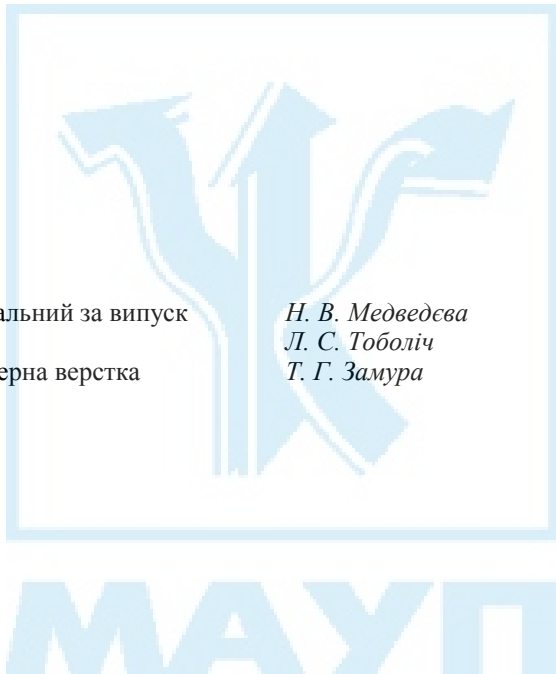 альний за випуск Н. В. Медведєва
Л. С. Тоболіч
ерна верстка Т. Г. Замура
МАУП